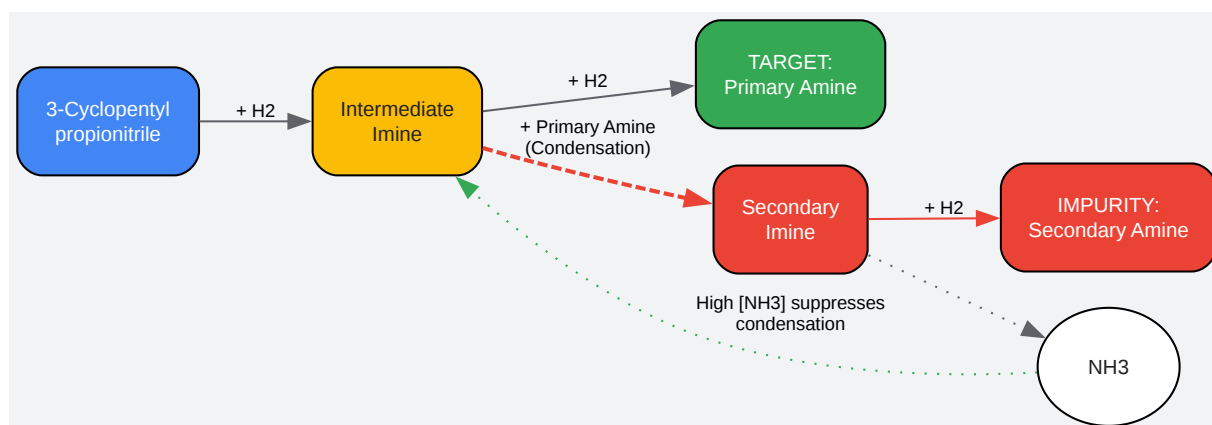 3-Cyclopentyl
propionitrile
+ H2
Intermediate
Imine
+ H2
TARGET:
Primary Amine
+ Primary Amine
(Condensation)
Secondary
Imine
+ H2
IMPURITY:
Secondary Amine
High [NH3] suppresses
condensation
NH3